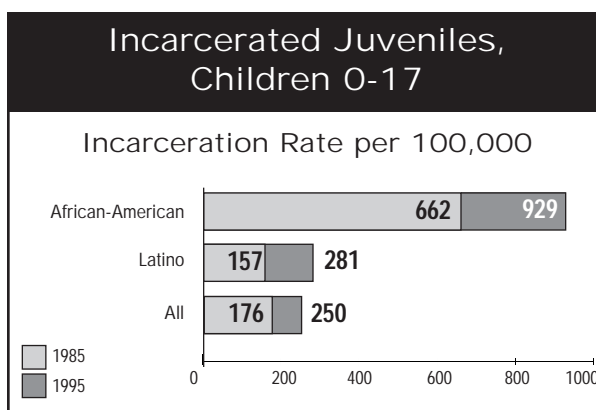 Incarcerated Juveniles,
Children 0-17
Incarceration Rate per 100,000
African-American 662 929
Latino 157 281
All 176 250
1985
1995
0 200 400 600 800 1000